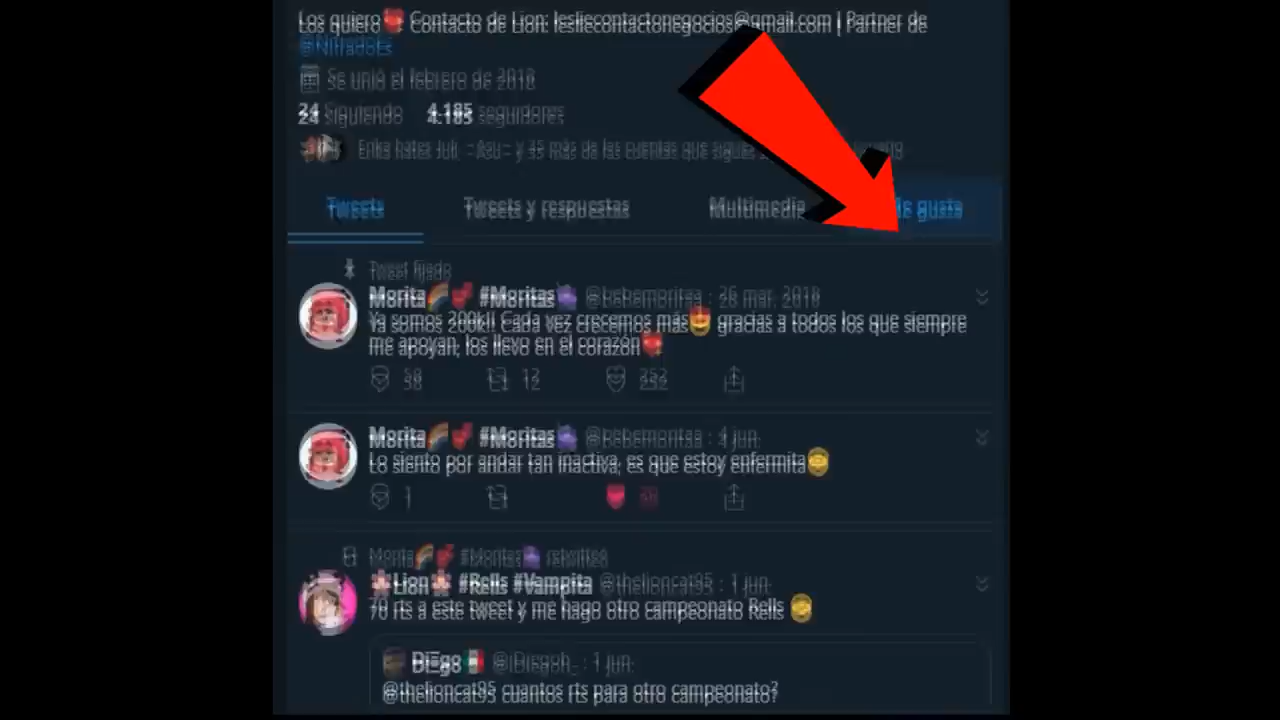 Los quiero❤️ Contacto de Lion: lesliecontactonegocios@gmail.com | Partner de
@NitradoEs
Se unió el febrero de 2018
24 Siguiendo 4.185 seguidores
Erika hates Juli, ~Asu~ y 35 más de las cuentas que sigues
Tweets Tweets y respuestas Multimedia Me gusta
Tweet fijado
Morita🌈💕 #Moritas @bebemoritaa · 26 mar. 2018
Ya somos 200k!! Cada vez crecemos más gracias a todos los que siempre
me apoyan, los llevo en el corazón❤️
58 12 252
Morita🌈💕 #Moritas @bebemoritaa · 4 jun.
Lo siento por andar tan inactiva, es que estoy enfermita
1
Morita🌈💕 #Moritas retwitteó
🌸Lion🌸 #Rells #Vampita @thelioncat95 · 1 jun.
70 rts a este tweet y me hago otro campeonato Rells
DiEgo🇲🇽 · 1 jun.
@thelioncat95 cuantos rts para otro campeonato?